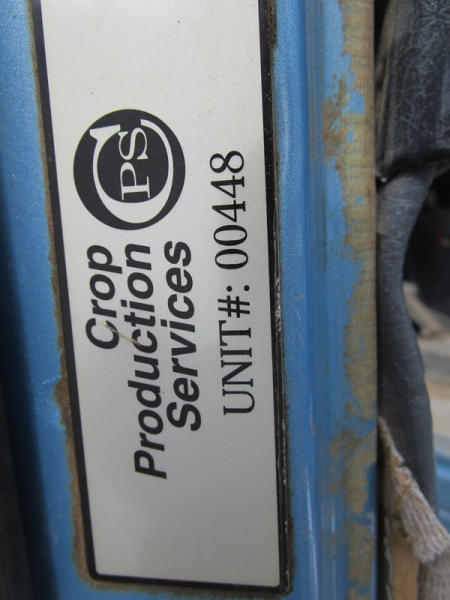 CPS
Crop
Production
Services
UNIT#: 00448